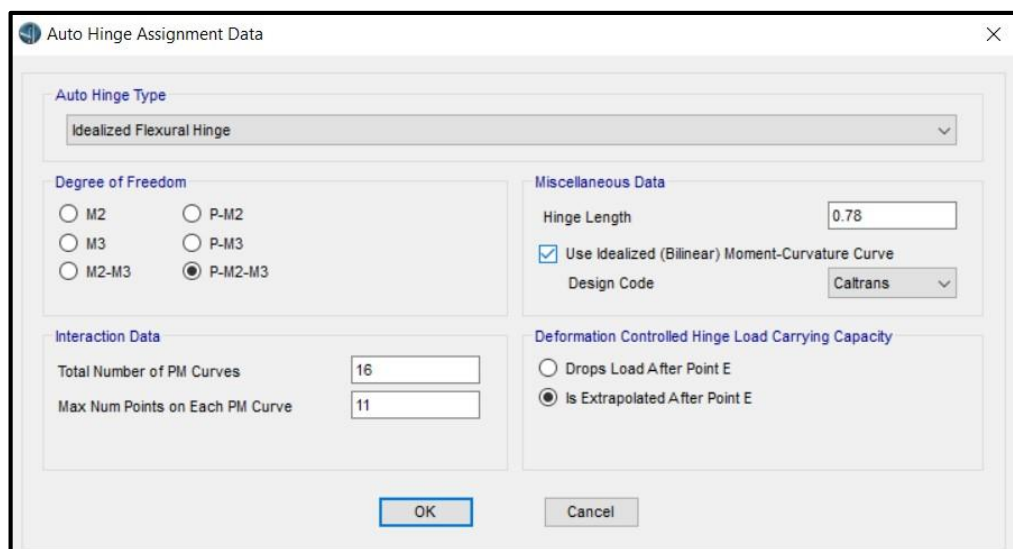 Auto Hinge Assignment Data
Auto Hinge Type
Idealized Flexural Hinge
Degree of Freedom
M2 P-M2
M3 P-M3
M2-M3 P-M2-M3
Miscellaneous Data
Hinge Length 0.78
Use Idealized (Bilinear) Moment-Curvature Curve
Design Code Caltrans
Interaction Data
Total Number of PM Curves 16
Max Num Points on Each PM Curve 11
Deformation Controlled Hinge Load Carrying Capacity
Drops Load After Point E
Is Extrapolated After Point E
OK Cancel